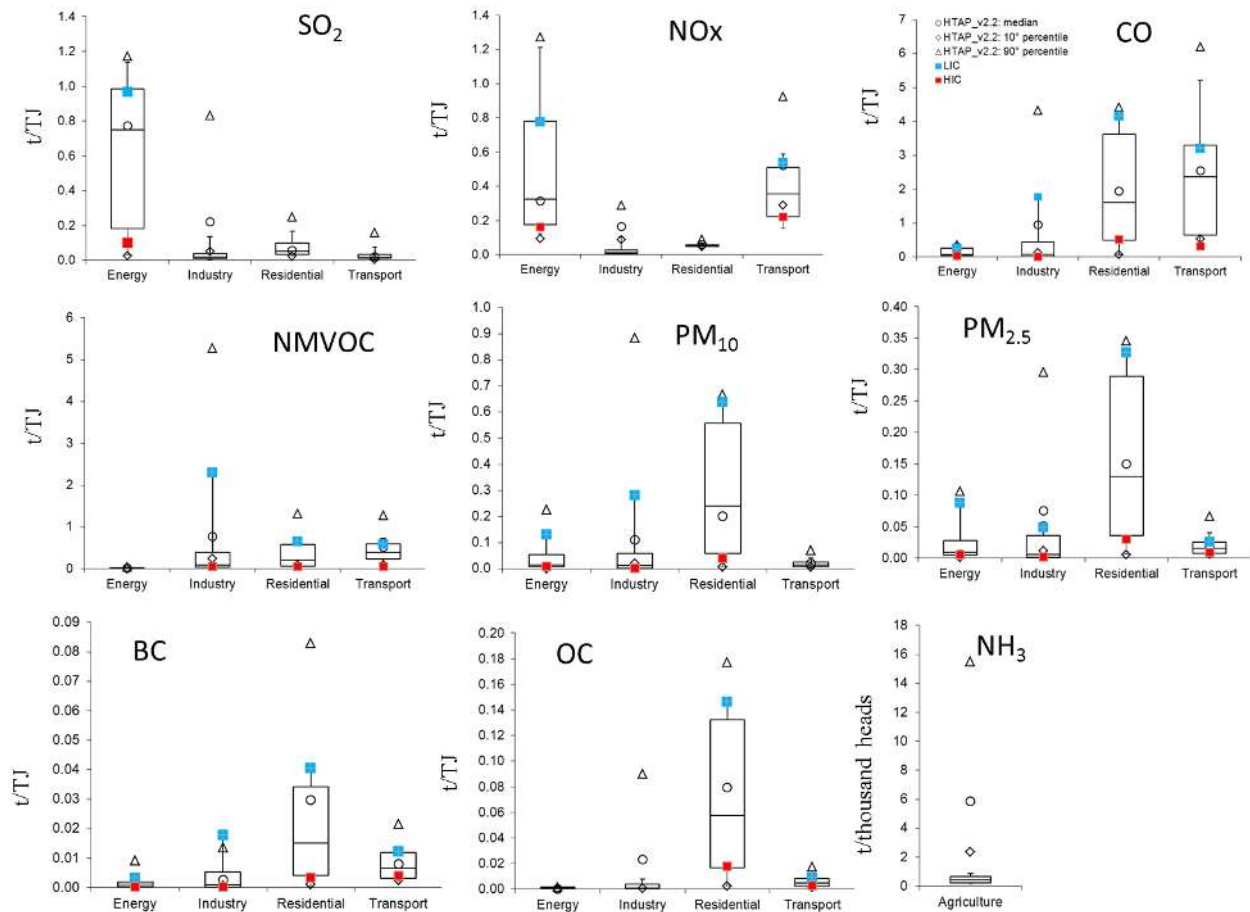 SO2
t/TJ
1.4
1.2
1.0
0.8
0.6
0.4
0.2
0.0
Energy Industry Residential Transport
NOx
t/TJ
1.4
1.2
1.0
0.8
0.6
0.4
0.2
0.0
Energy Industry Residential Transport
CO
HTAP_v2.2: median
HTAP_v2.2: 10° percentile
HTAP_v2.2: 90° percentile
LIC
HIC
t/TJ
7
6
5
4
3
2
1
0
Energy Industry Residential Transport
NMVOC
t/TJ
6
5
4
3
2
1
0
Energy Industry Residential Transport
PM10
t/TJ
1.0
0.9
0.8
0.7
0.6
0.5
0.4
0.3
0.2
0.1
0.0
Energy Industry Residential Transport
PM2.5
t/TJ
0.40
0.35
0.30
0.25
0.20
0.15
0.10
0.05
0.00
Energy Industry Residential Transport
BC
t/TJ
0.09
0.08
0.07
0.06
0.05
0.04
0.03
0.02
0.01
0.00
Energy Industry Residential Transport
OC
t/TJ
0.20
0.18
0.16
0.14
0.12
0.10
0.08
0.06
0.04
0.02
0.00
Energy Industry Residential Transport
NH3
t/thousand heads
18
16
14
12
10
8
6
4
2
0
Agriculture